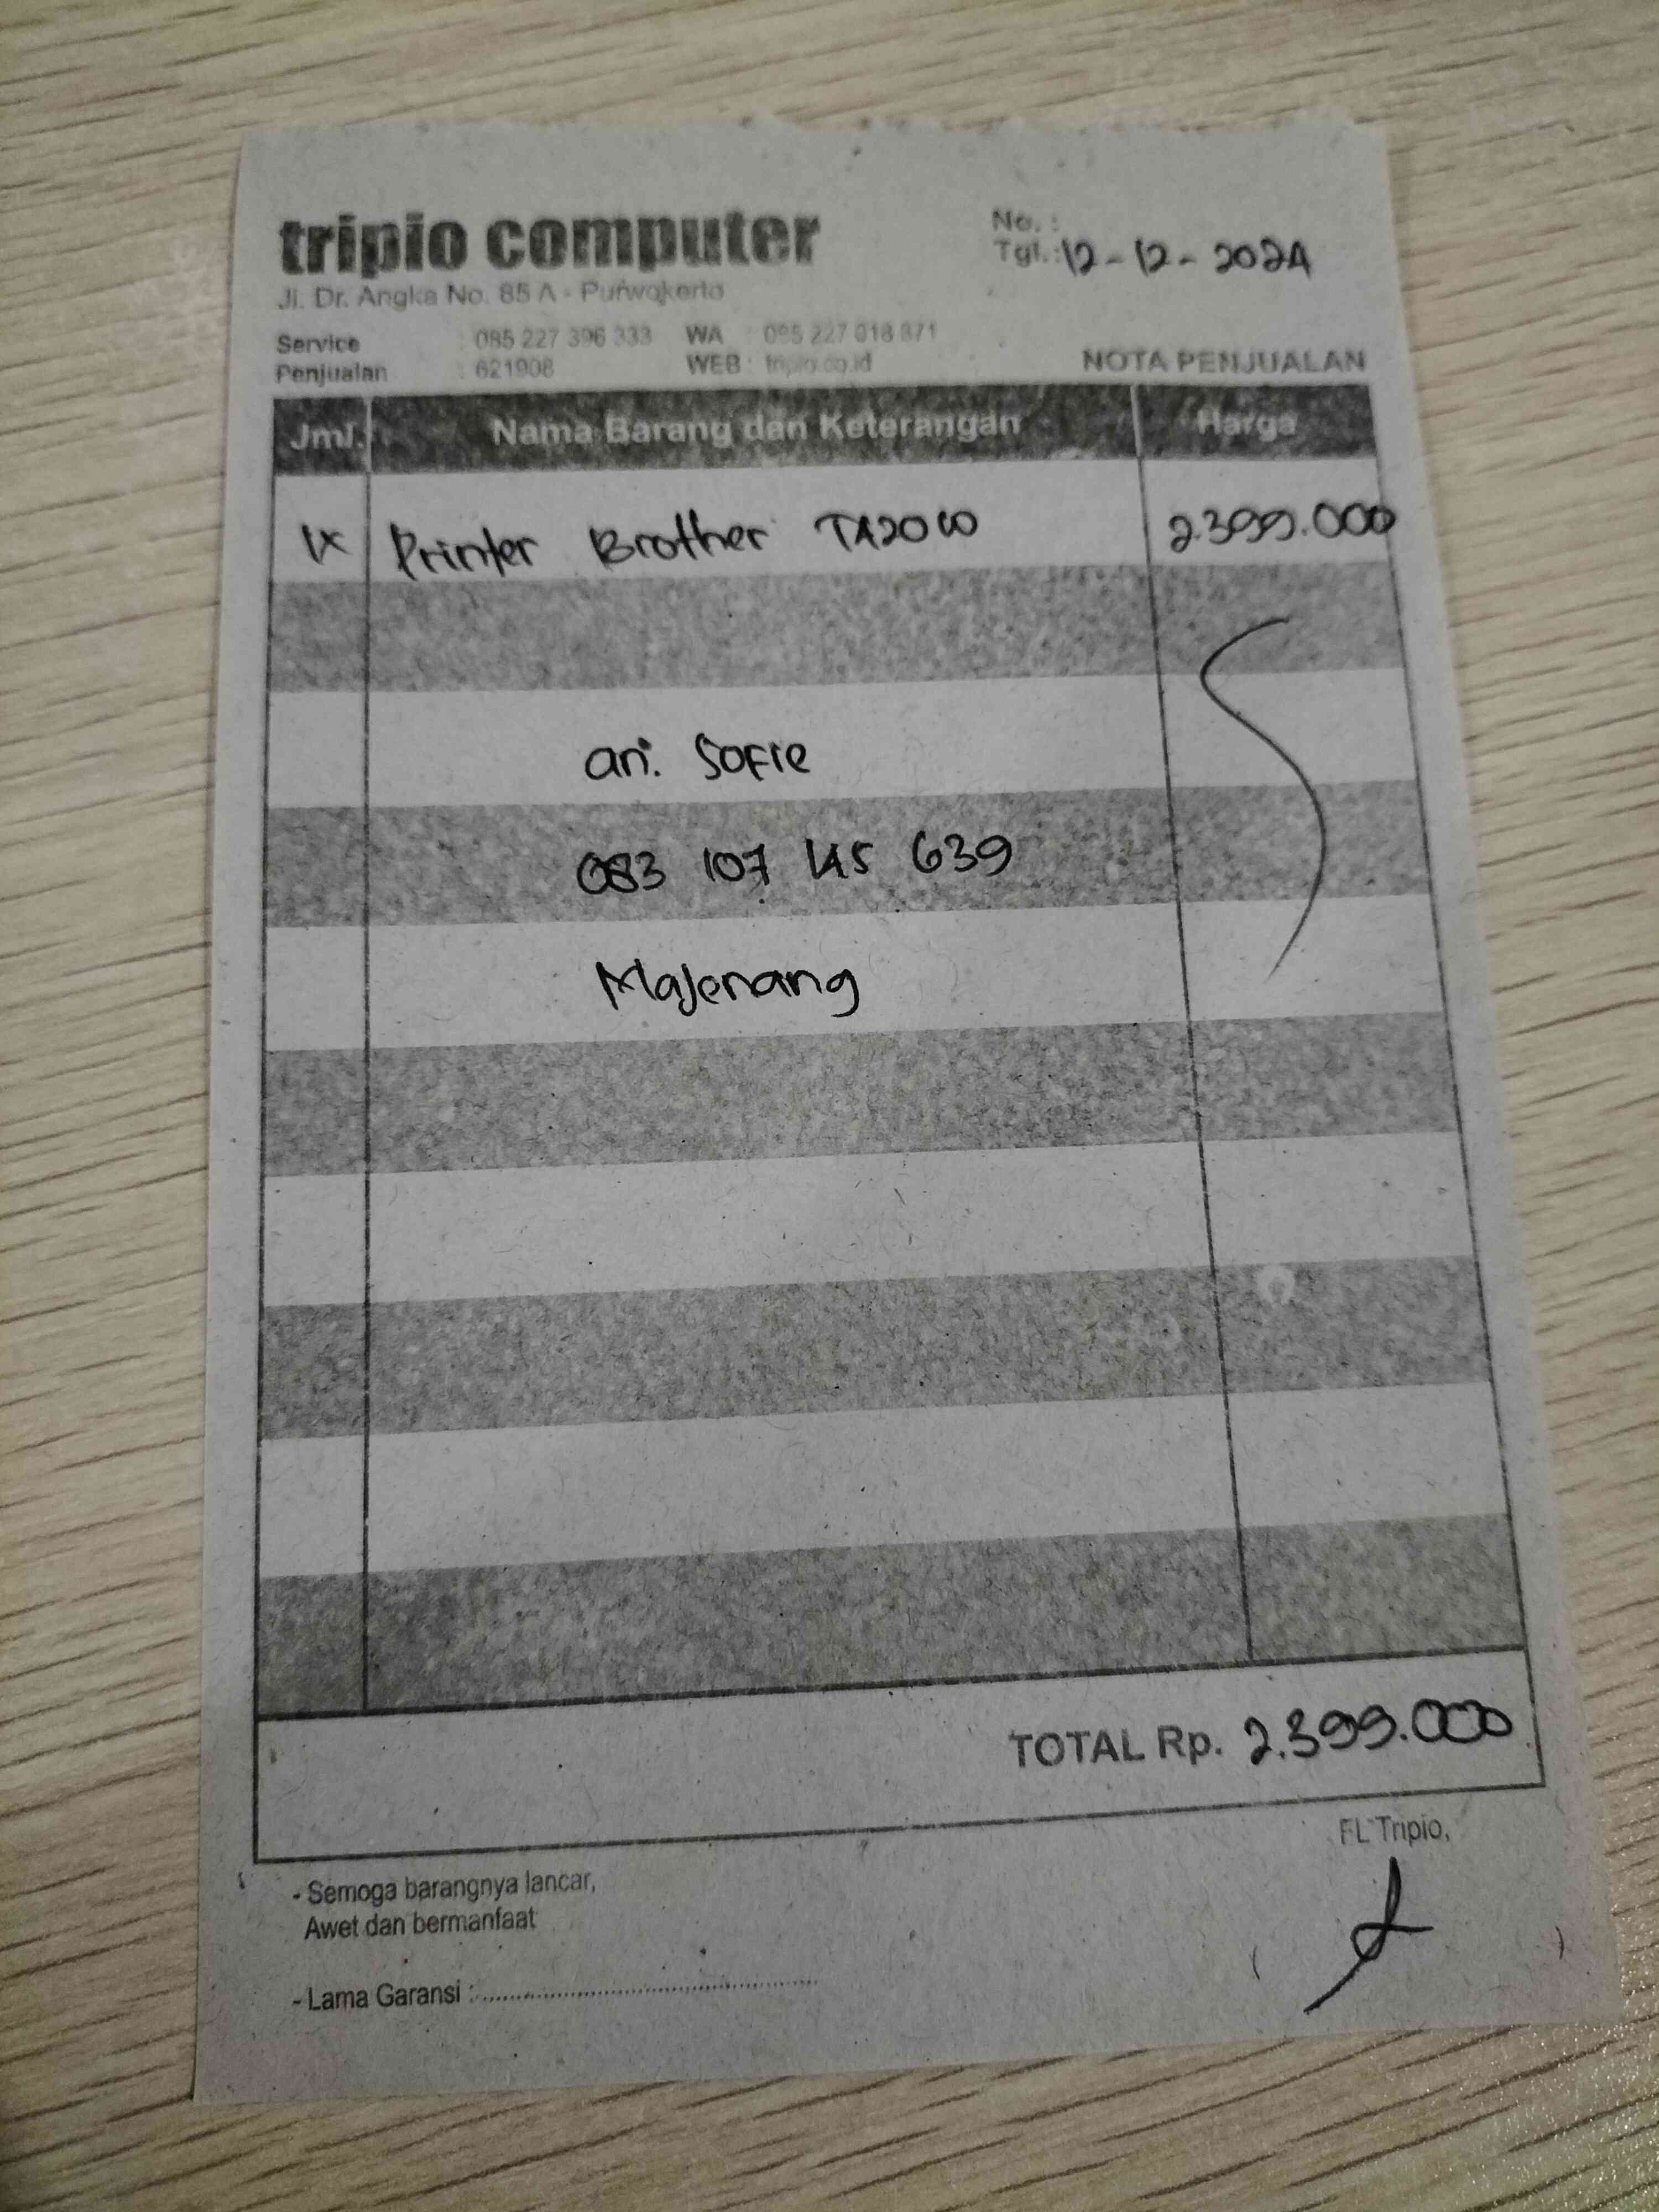 tripio computer
No. :
Tgl. : 12 - 12 - 2024
Jl. Dr. Angka No. 85 A - Purwokerto
Service : 085 227 396 333 WA : 085 227 018 871
Penjualan : 621908 WEB : tripio.co.id
NOTA PENJUALAN
Jml. Nama Barang dan Keterangan Harga
1x Printer Brother 2.399.000
an. Sofie
083 107 145 639
Majenang
TOTAL Rp. 2.399.000
FL Tripio,
- Semoga barangnya lancar,
Awet dan bermanfaat
- Lama Garansi : ........................................
( )